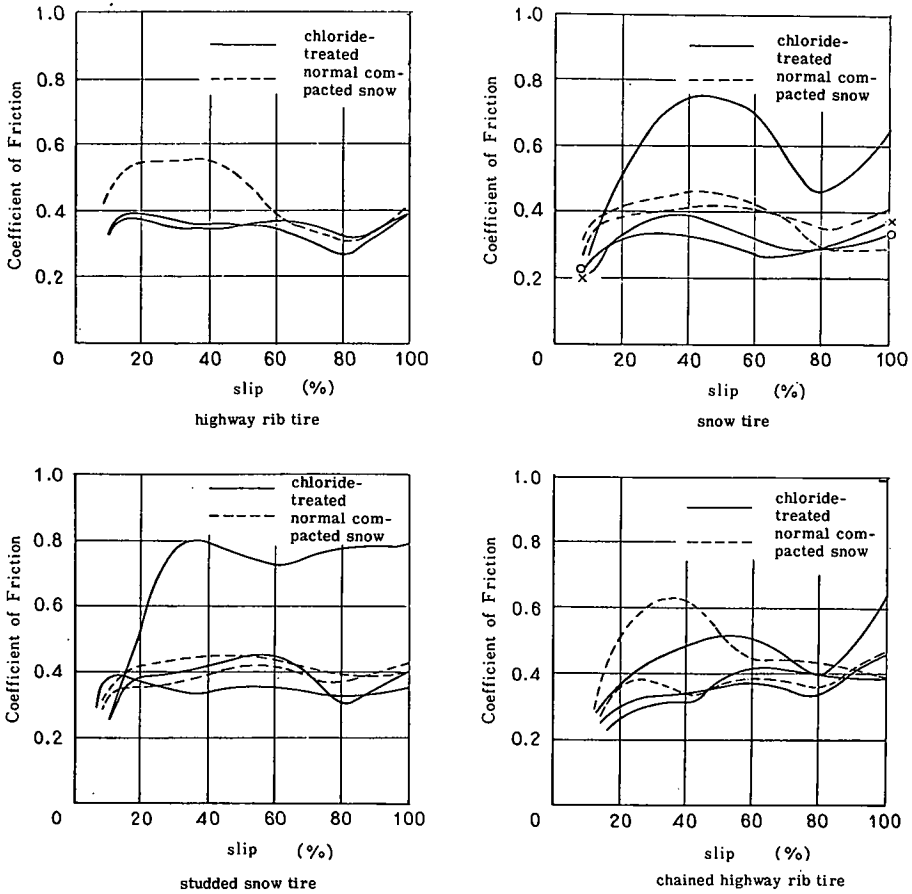 1.0
0.8
0.6
0.4
0.2
0
20
40
60
80
100
Coefficient of Friction
chloride-
treated
normal com-
pacted snow
slip (%)
highway rib tire
1.0
0.8
0.6
0.4
0.2
0
20
40
60
80
100
Coefficient of Friction
chloride-
treated
normal com-
pacted snow
slip (%)
snow tire
1.0
0.8
0.6
0.4
0.2
0
20
40
60
80
100
Coefficient of Friction
chloride-
treated
normal com-
pacted snow
slip (%)
studded snow tire
1.0
0.8
0.6
0.4
0.2
0
20
40
60
80
100
Coefficient of Friction
chloride-
treated
normal com-
pacted snow
slip (%)
chained highway rib tire